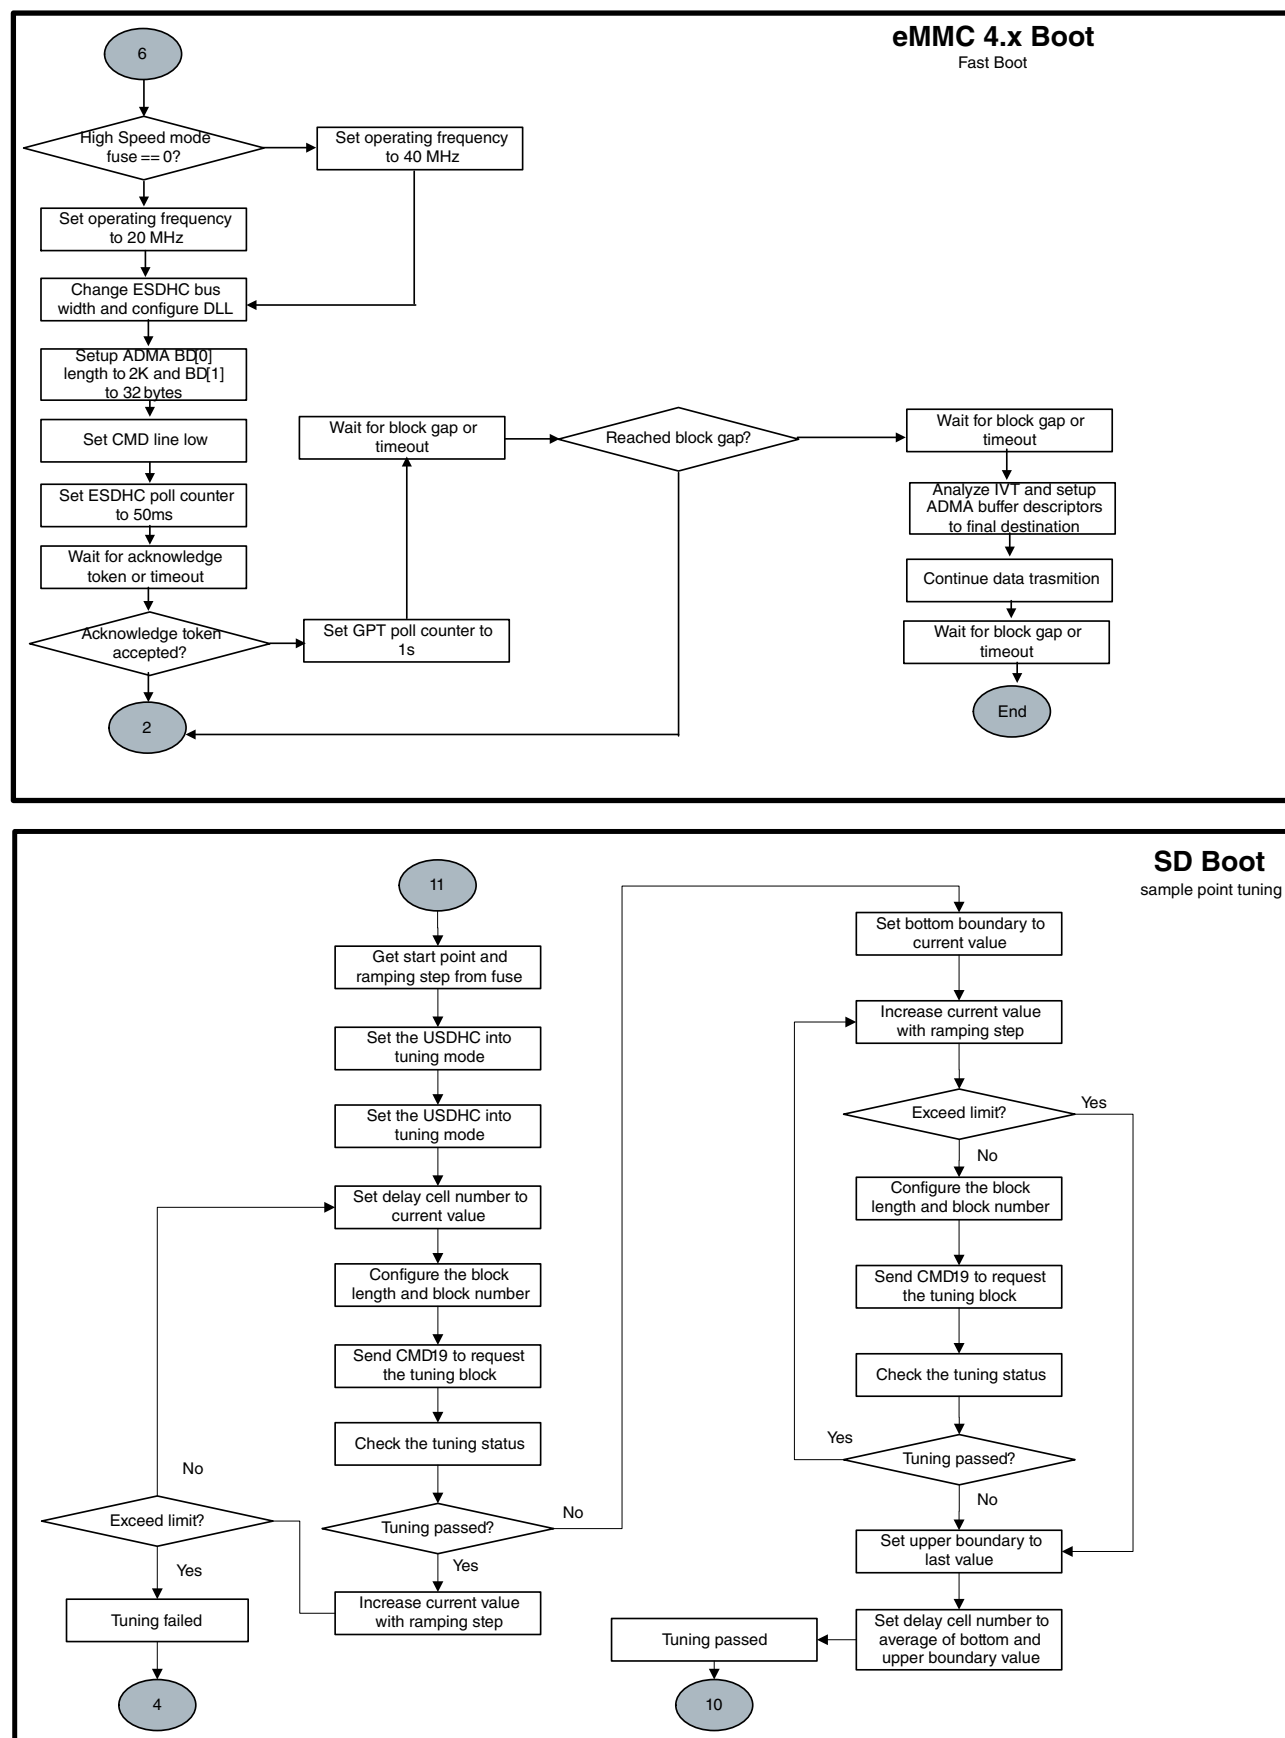 eMMC 4.x Boot
Fast Boot
6
High Speed mode
fuse == 0?
Set operating frequency
to 40 MHz
Set operating frequency
to 20 MHz
Change ESDHC bus
width and configure DLL
Setup ADMA BD[0]
length to 2K and BD[1]
to 32 bytes
Set CMD line low
Set ESDHC poll counter
to 50ms
Wait for acknowledge
token or timeout
Acknowledge token
accepted?
2
Set GPT poll counter to
1s
Wait for block gap or
timeout
Reached block gap?
Wait for block gap or
timeout
Analyze IVT and setup
ADMA buffer descriptors
to final destination
Continue data trasmition
Wait for block gap or
timeout
End
SD Boot
sample point tuning
11
Get start point and
ramping step from fuse
Set the USDHC into
tuning mode
Set the USDHC into
tuning mode
Set delay cell number to
current value
Configure the block
length and block number
Send CMD19 to request
the tuning block
Check the tuning status
Tuning passed?
No
Yes
Increase current value
with ramping step
Exceed limit?
No
Yes
Tuning failed
4
Set bottom boundary to
current value
Increase current value
with ramping step
Exceed limit?
Yes
No
Configure the block
length and block number
Send CMD19 to request
the tuning block
Check the tuning status
Tuning passed?
Yes
No
Set upper boundary to
last value
Set delay cell number to
average of bottom and
upper boundary value
Tuning passed
10